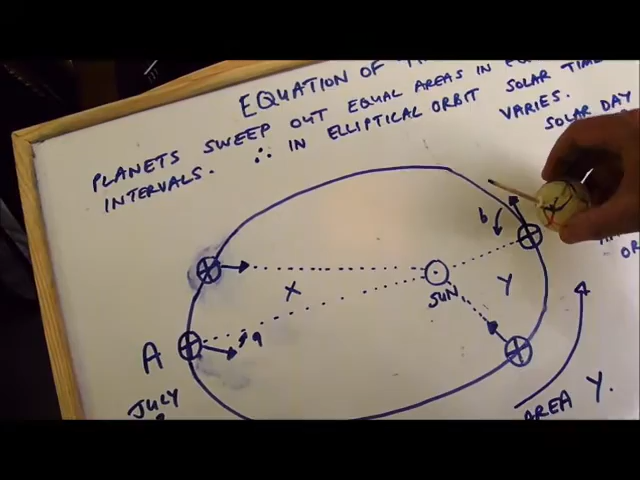 EQUATION OF
PLANETS SWEEP OUT EQUAL AREAS IN
INTERVALS. ∴ IN ELLIPTICAL ORBIT SOLAR TIME
VARIES.
SOLAR DAY
b
X
SUN
Y
A
a
JULY
AREA Y.